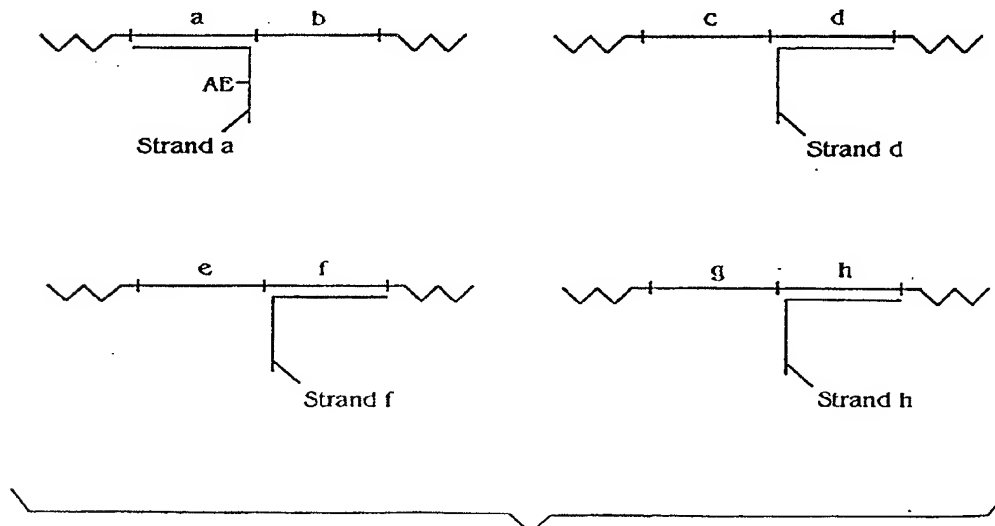 a b
c d
AE
Strand a
Strand d
e f
g h
Strand f
Strand h